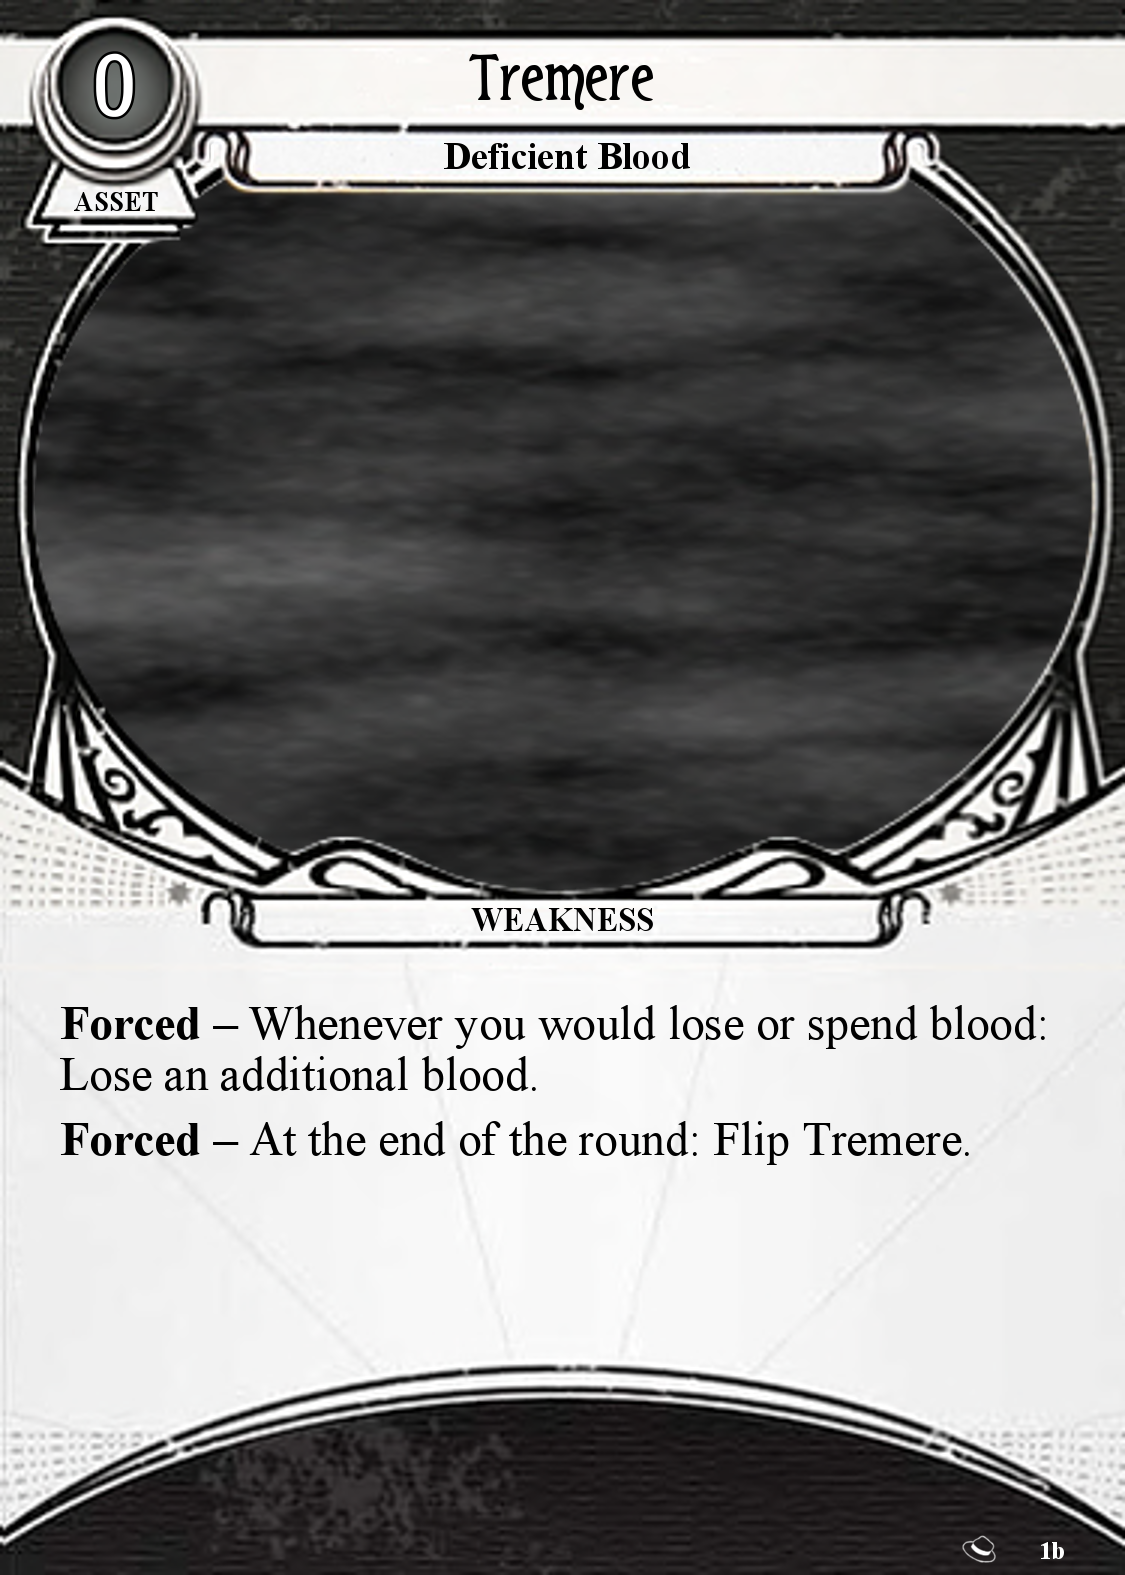 0
Tremere
Deficient Blood
ASSET
WEAKNESS
Forced – Whenever you would lose or spend blood:
Lose an additional blood.
Forced – At the end of the round: Flip Tremere.
1b